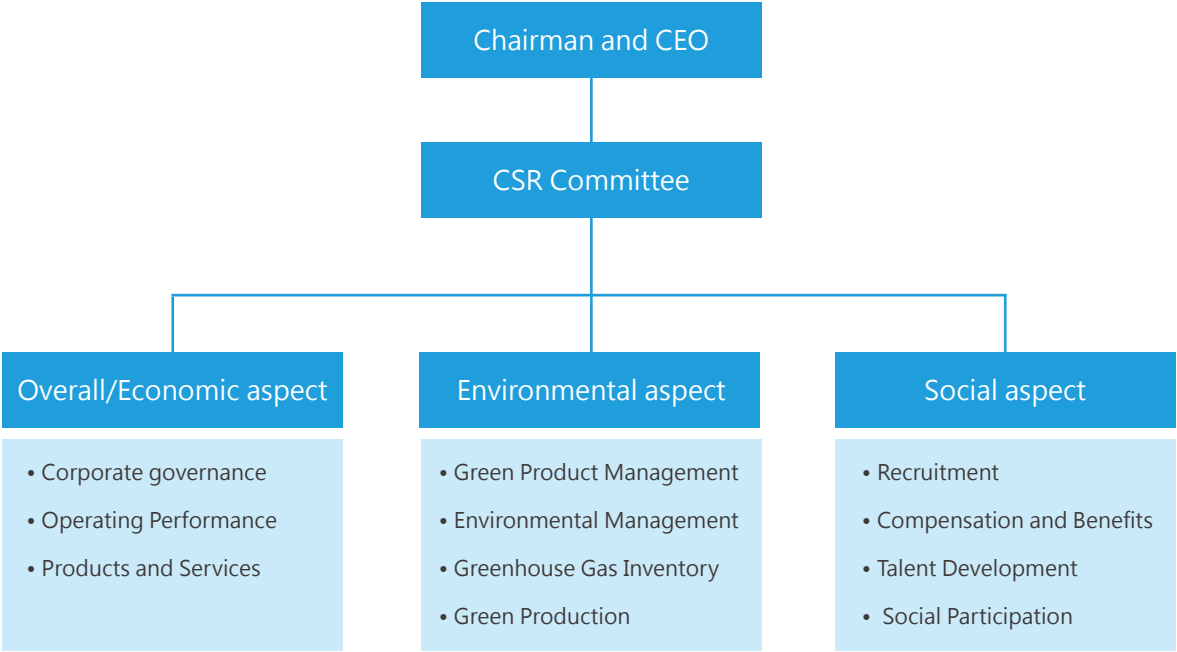 Chairman and CEO
CSR Committee
Overall/Economic aspect
• Corporate governance
• Operating Performance
• Products and Services
Environmental aspect
• Green Product Management
• Environmental Management
• Greenhouse Gas Inventory
• Green Production
Social aspect
• Recruitment
• Compensation and Benefits
• Talent Development
• Social Participation